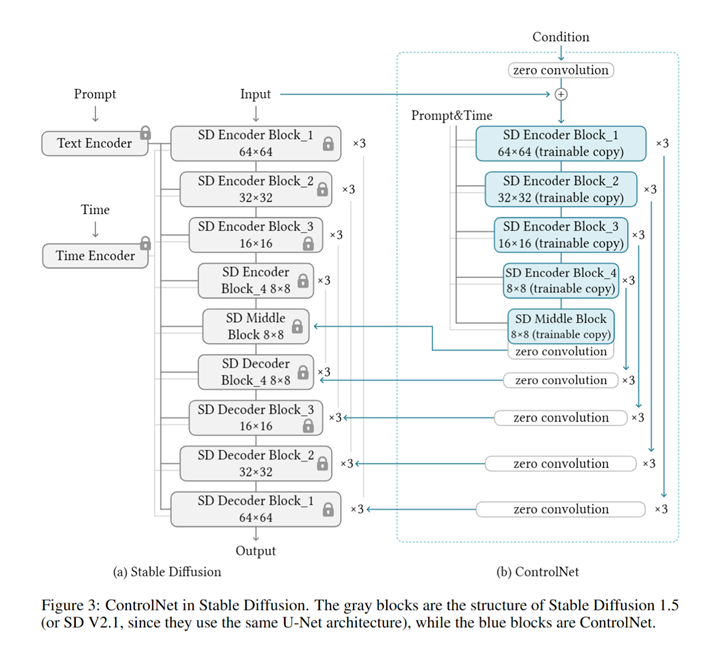 Condition
zero convolution
Prompt
Input
+
Prompt&Time
Text Encoder
SD Encoder Block_1
64×64
×3
SD Encoder Block_1
64×64 (trainable copy)
×3
SD Encoder Block_2
32×32
×3
SD Encoder Block_2
32×32 (trainable copy)
×3
Time
SD Encoder Block_3
16×16
×3
SD Encoder Block_3
16×16 (trainable copy)
×3
Time Encoder
SD Encoder
Block_4 8×8
×3
SD Encoder Block_4
8×8 (trainable copy)
×3
SD Middle
Block 8×8
SD Middle Block
8×8 (trainable copy)
zero convolution
SD Decoder
Block_4 8×8
×3
zero convolution
×3
SD Decoder Block_3
16×16
×3
zero convolution
×3
SD Decoder Block_2
32×32
×3
zero convolution
×3
SD Decoder Block_1
64×64
×3
zero convolution
×3
Output
(a) Stable Diffusion
(b) ControlNet
Figure 3: ControlNet in Stable Diffusion. The gray blocks are the structure of Stable Diffusion 1.5
(or SD V2.1, since they use the same U-Net architecture), while the blue blocks are ControlNet.